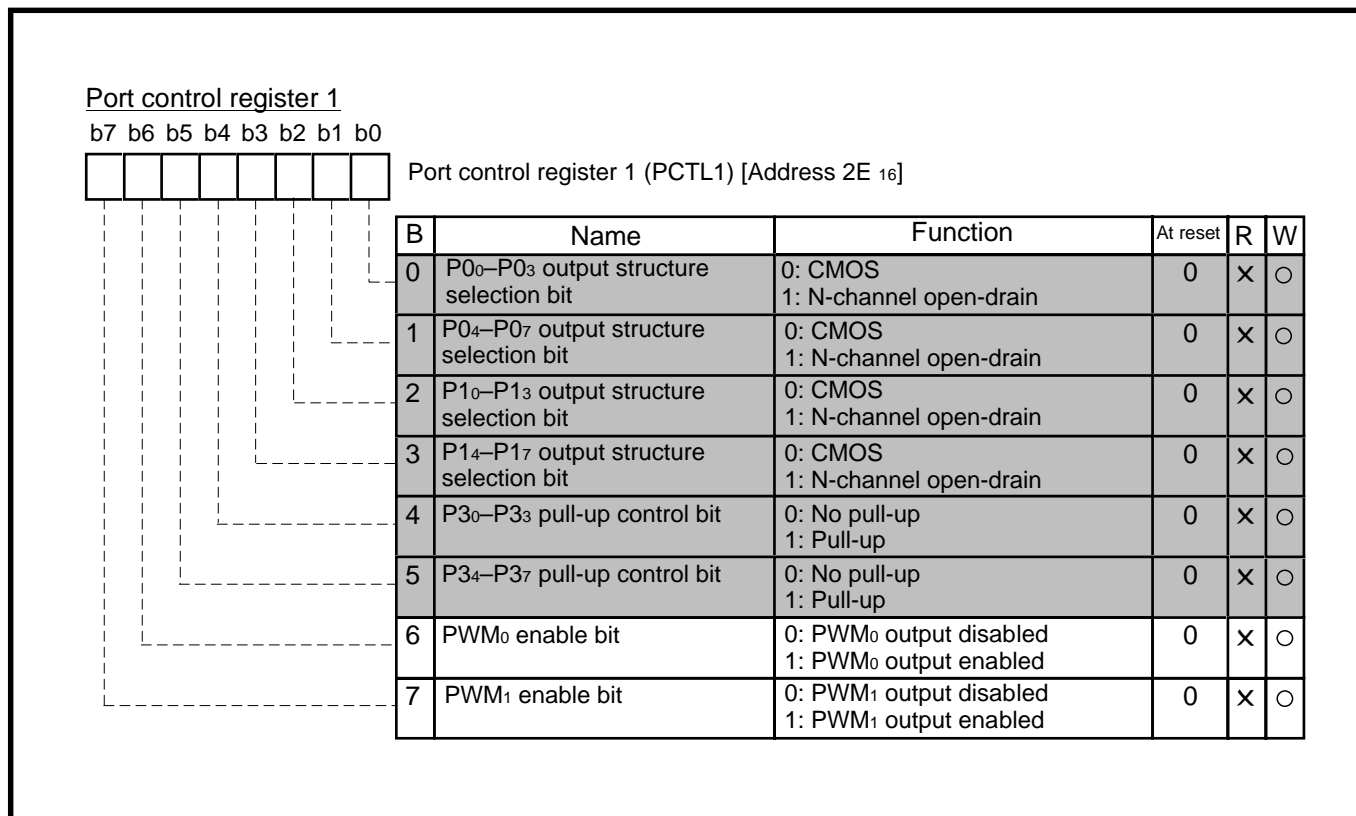 Port control register 1
b7 b6 b5 b4 b3 b2 b1 b0
Port control register 1 (PCTL1) [Address 2E 16]
B Name Function At reset R W
0 P00–P03 output structure selection bit 0: CMOS 1: N-channel open-drain 0 × ○
1 P04–P07 output structure selection bit 0: CMOS 1: N-channel open-drain 0 × ○
2 P10–P13 output structure selection bit 0: CMOS 1: N-channel open-drain 0 × ○
3 P14–P17 output structure selection bit 0: CMOS 1: N-channel open-drain 0 × ○
4 P30–P33 pull-up control bit 0: No pull-up 1: Pull-up 0 × ○
5 P34–P37 pull-up control bit 0: No pull-up 1: Pull-up 0 × ○
6 PWM0 enable bit 0: PWM0 output disabled 1: PWM0 output enabled 0 × ○
7 PWM1 enable bit 0: PWM1 output disabled 1: PWM1 output enabled 0 × ○